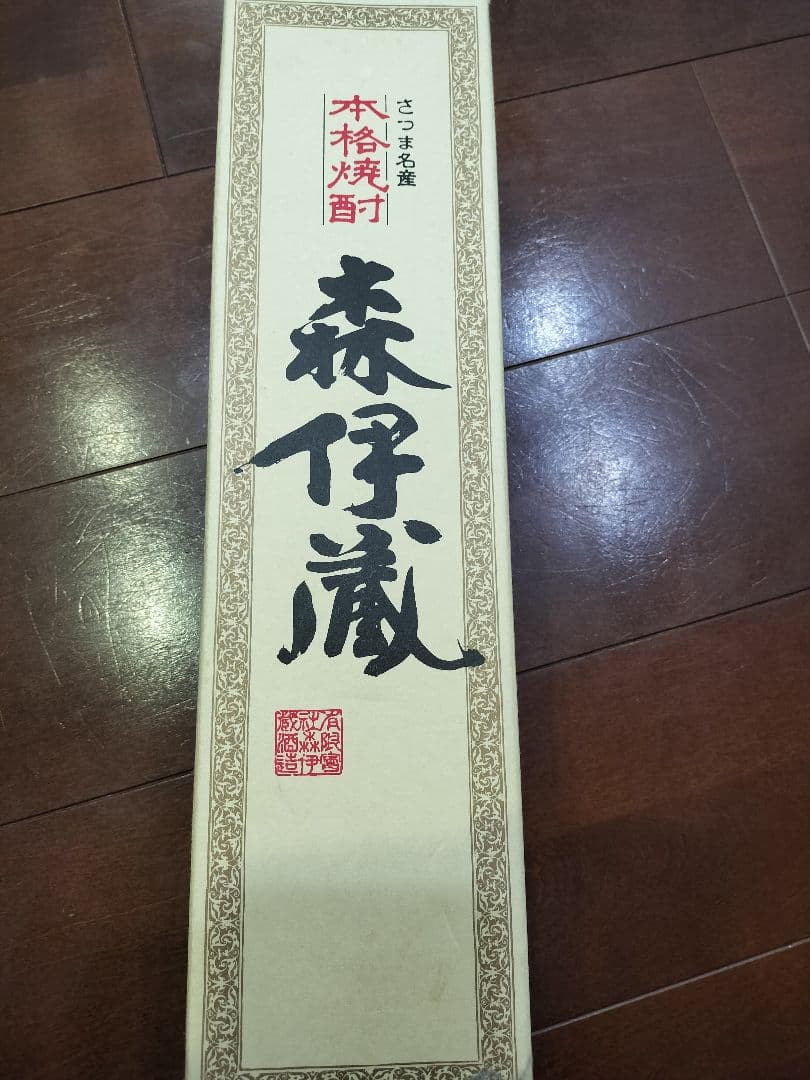 さつま名産
本格焼酎
森伊蔵
有限會
社森伊
蔵酒造